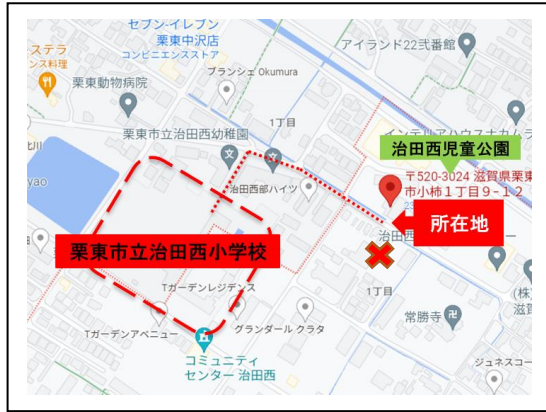 セブン-イレブン
栗東中沢店
コンビニエンスストア
アイランド22弐番館
ステラ
ンス料理
栗東動物病院
ブランシェ Okumura
1丁目
栗東市立治田西幼稚園
インテリアハウスナカムラ
治田西児童公園
〒520-3024 滋賀県栗東
市小柿1丁目9-12
治田西部ハイツ
所在地
yao
栗東市立治田西小学校
治田西
Tガーデンレジデンス
1丁目
(株
滋賀
常勝寺
Tガーデンアベニュー
グランダール クラタ
コミュニティ
センター 治田西
ジュネスコー